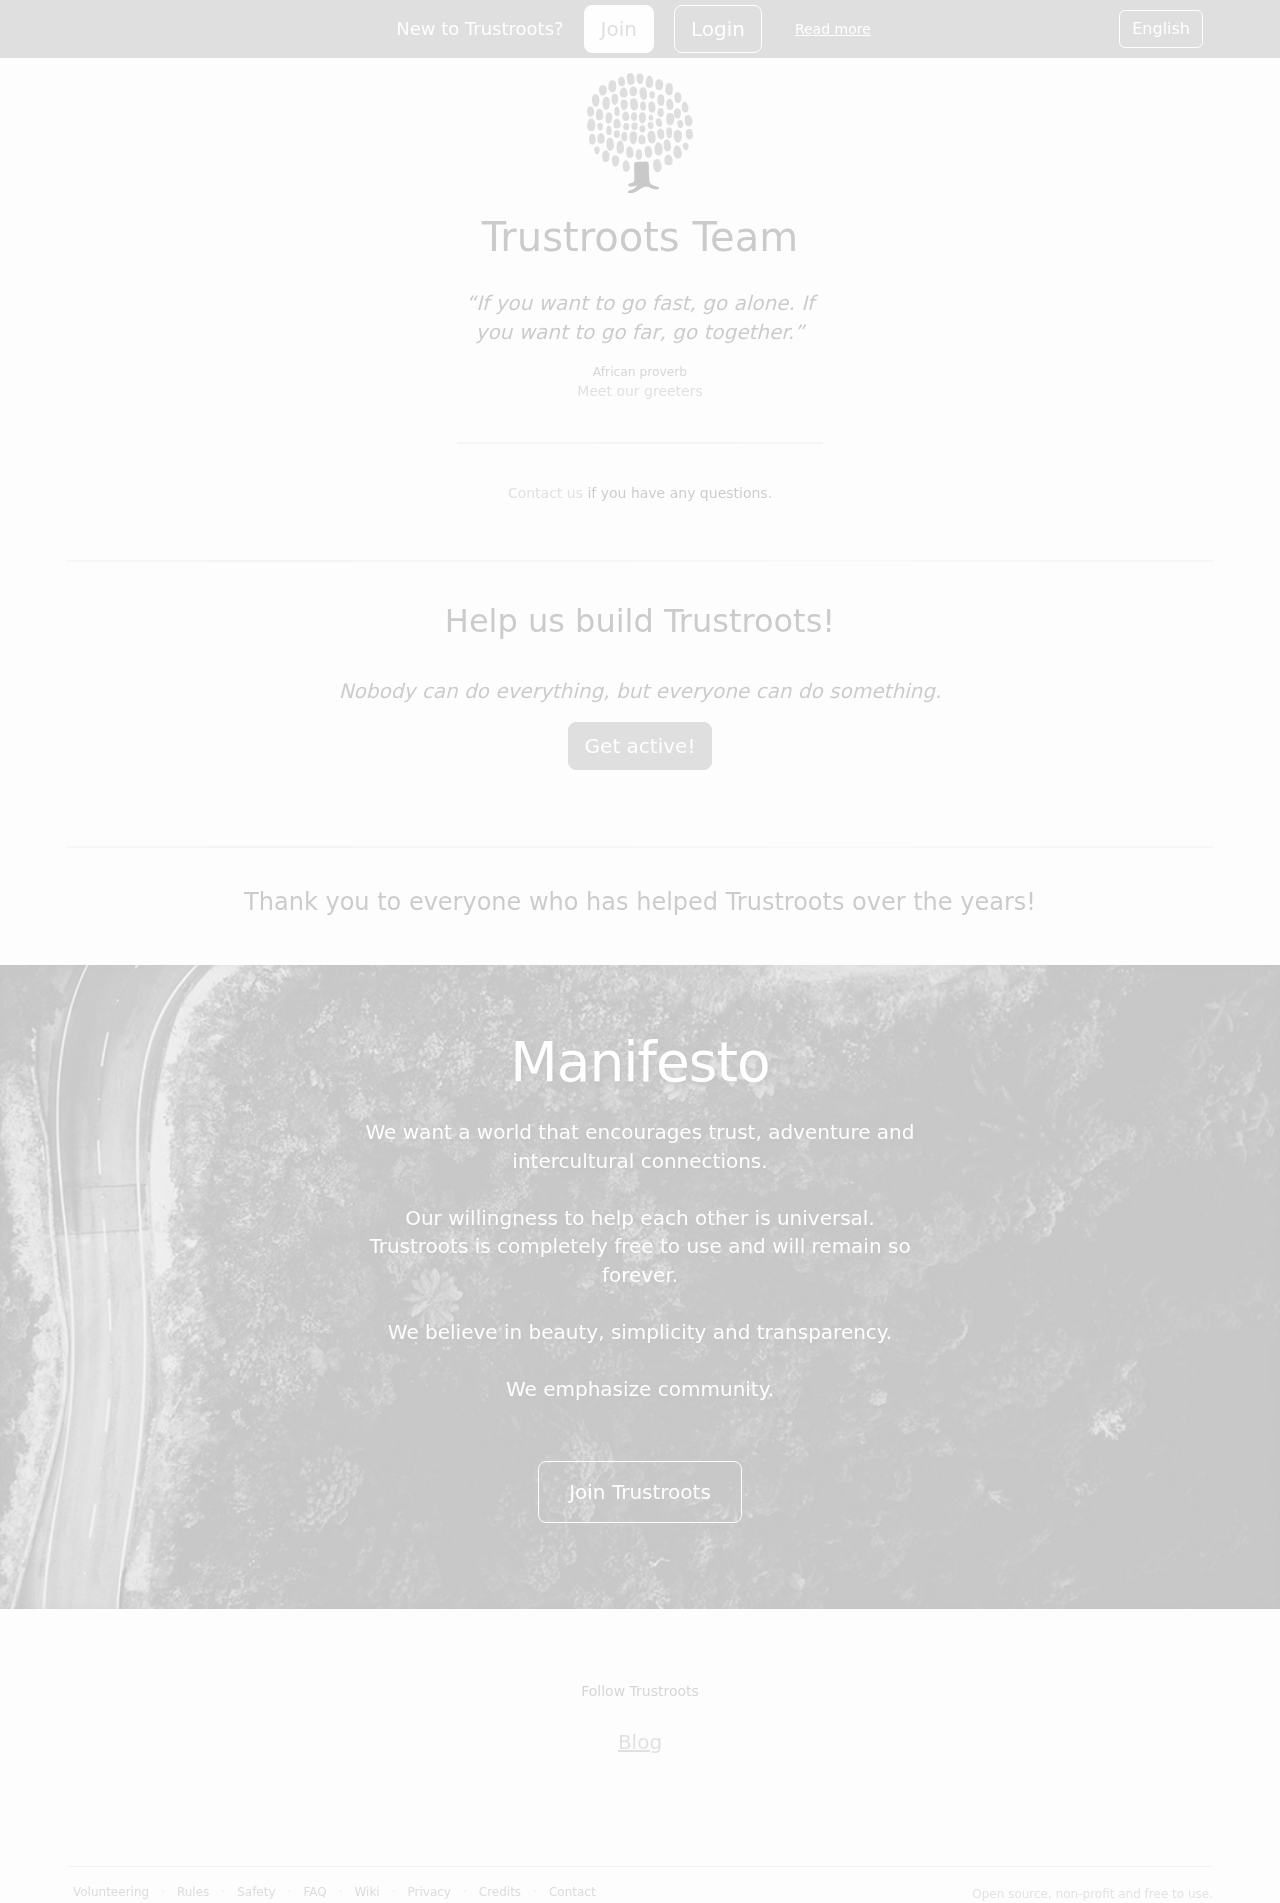 New to Trustroots? Join Login Read more English
Trustroots Team
“If you want to go fast, go alone. If
you want to go far, go together.”
African proverb
Meet our greeters
Contact us if you have any questions.
Help us build Trustroots!
Nobody can do everything, but everyone can do something.
Get active!
Thank you to everyone who has helped Trustroots over the years!
Manifesto
We want a world that encourages trust, adventure and
intercultural connections.
Our willingness to help each other is universal.
Trustroots is completely free to use and will remain so
forever.
We believe in beauty, simplicity and transparency.
We emphasize community.
Join Trustroots
Follow Trustroots
Blog
Volunteering · Rules · Safety · FAQ · Wiki · Privacy · Credits · Contact
Open source, non-profit and free to use.